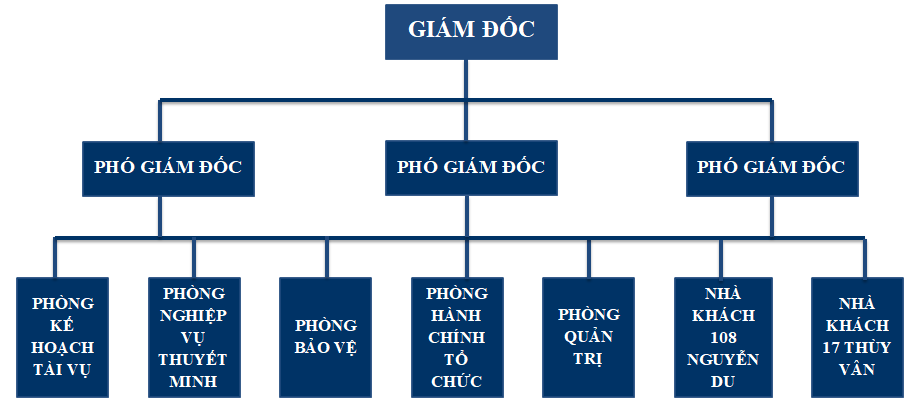 GIÁM ĐỐC
PHÓ GIÁM ĐỐC
PHÓ GIÁM ĐỐC
PHÓ GIÁM ĐỐC
PHÒNG
KẾ
HOẠCH
TÀI VỤ
PHÒNG
NGHIỆP
VỤ
THUYẾT
MINH
PHÒNG
BẢO VỆ
PHÒNG
HÀNH
CHÍNH
TỔ
CHỨC
PHÒNG
QUẢN
TRỊ
NHÀ
KHÁCH
108
NGUYỄN
DU
NHÀ
KHÁCH
17 THÙY
VÂN